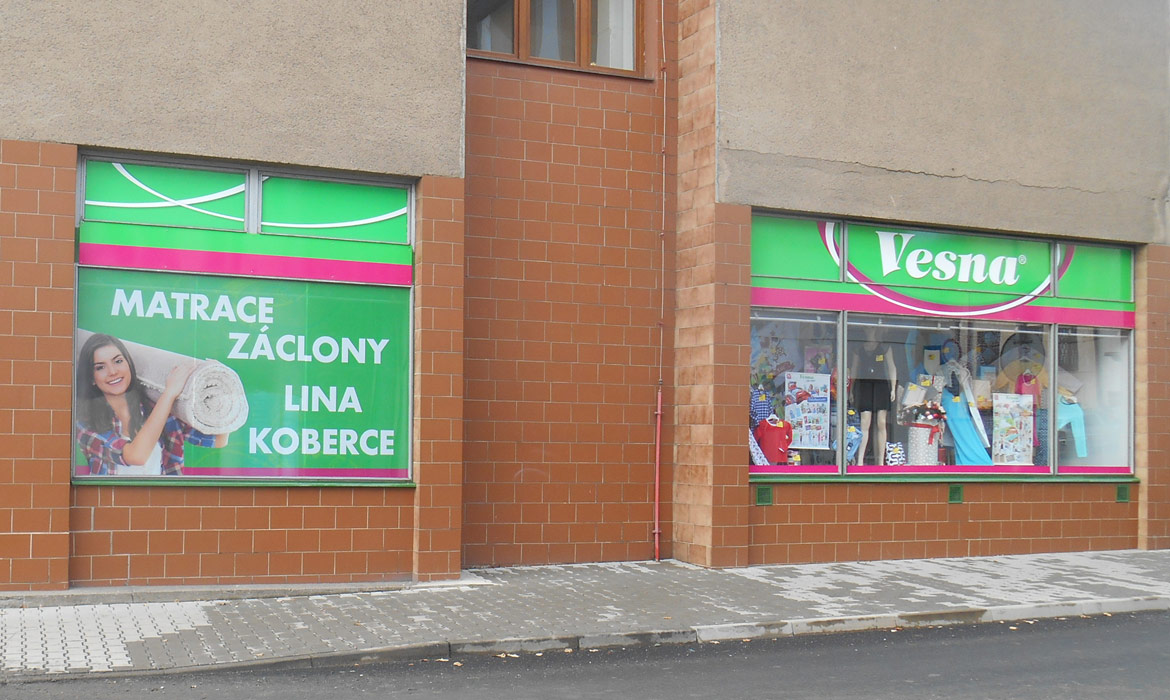 MATRACE
ZÁCLONY
LINA
KOBERCE
Vesna®